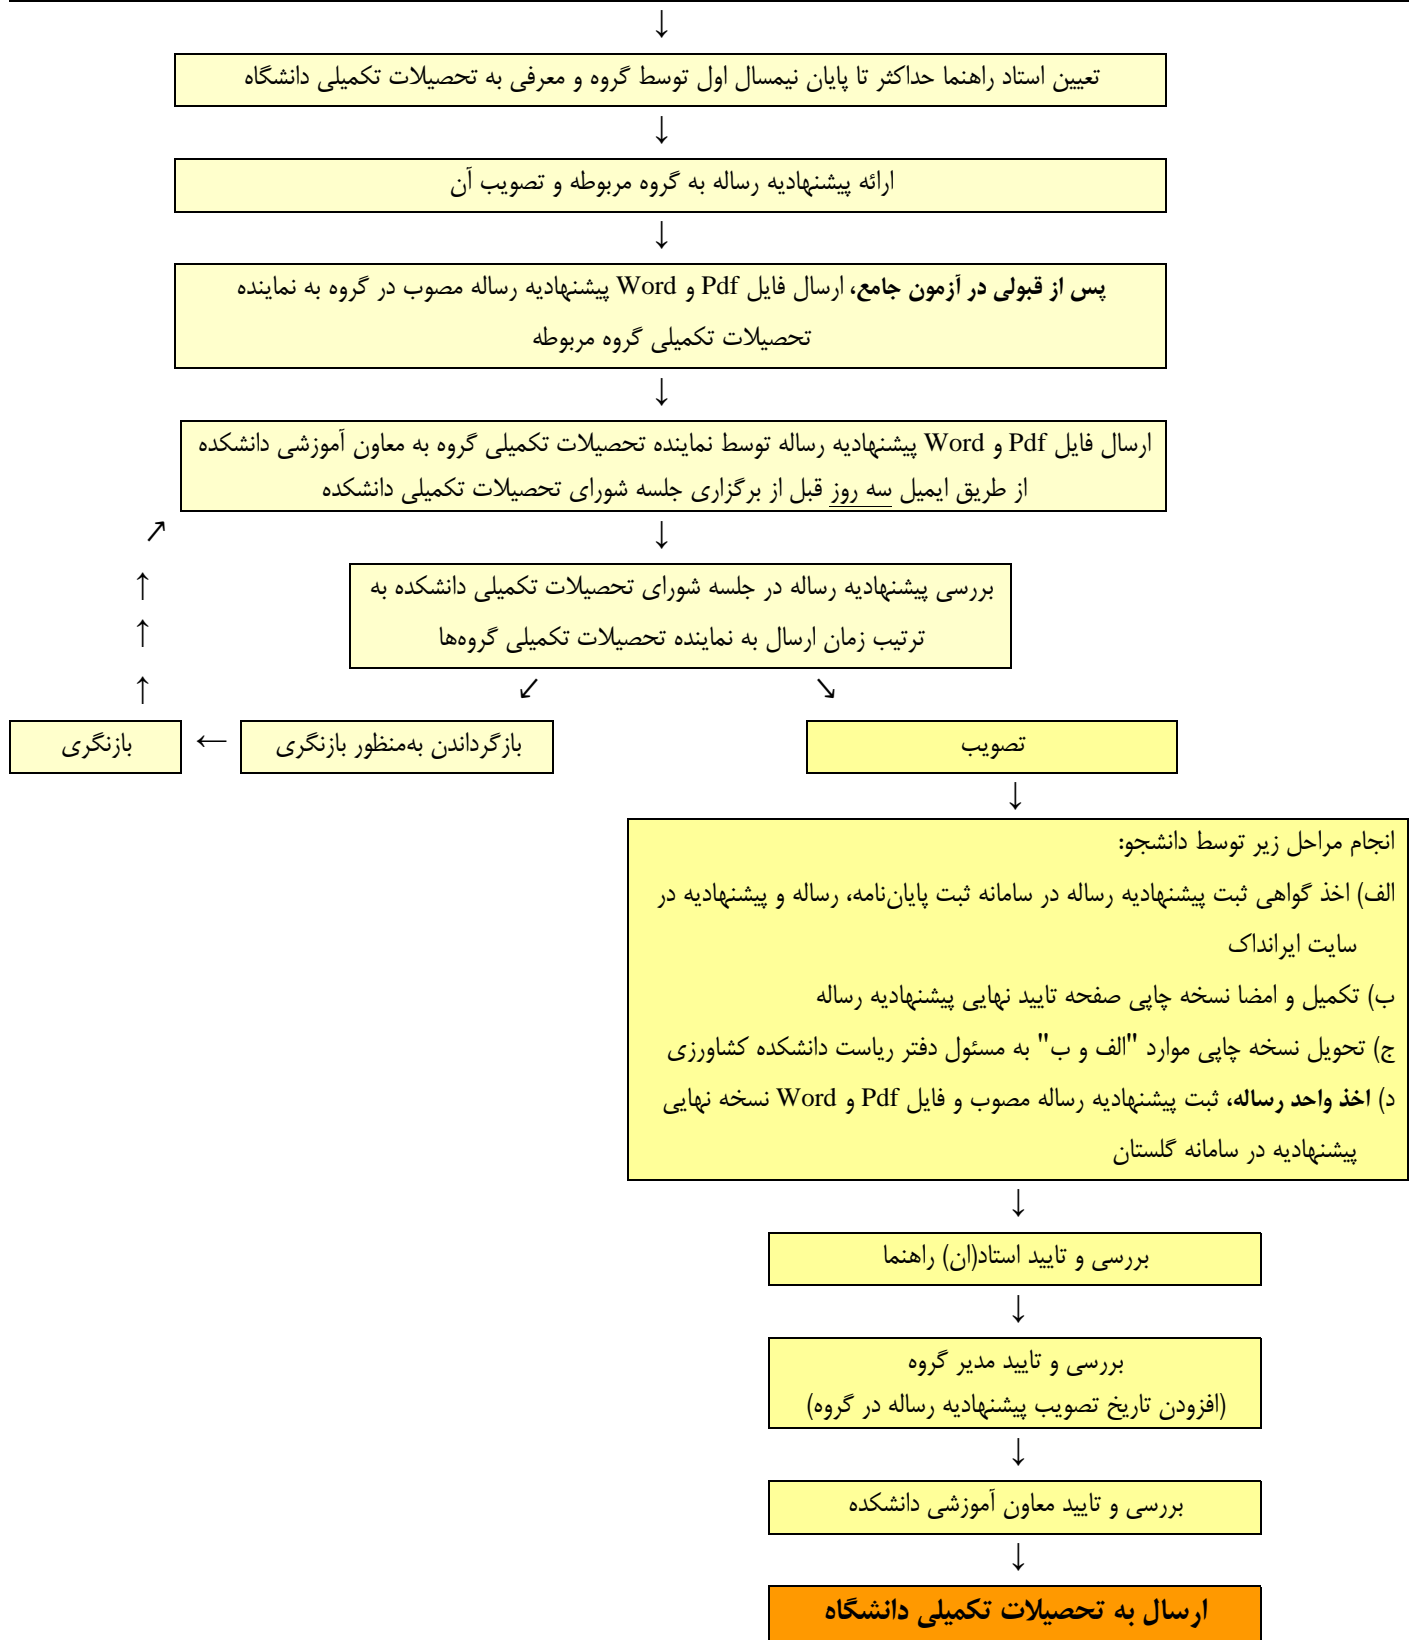 ↓
تعیین استاد راهنما حداکثر تا پایان نیمسال اول توسط گروه و معرفی به تحصیلات تکمیلی دانشگاه
↓
ارائه پیشنهادیه رساله به گروه مربوطه و تصویب آن
↓
پس از قبولی در آزمون جامع، ارسال فایل Pdf و Word پیشنهادیه رساله مصوب در گروه به نماینده
تحصیلات تکمیلی گروه مربوطه
↓
ارسال فایل Pdf و Word پیشنهادیه رساله توسط نماینده تحصیلات تکمیلی گروه به معاون آموزشی دانشکده
از طریق ایمیل سه روز قبل از برگزاری جلسه شورای تحصیلات تکمیلی دانشکده
↓ ↗
بررسی پیشنهادیه رساله در جلسه شورای تحصیلات تکمیلی دانشکده به ↑
ترتیب زمان ارسال به نماینده تحصیلات تکمیلی گروه‌ها ↑
↘ ↙ ↑
تصویب بازگرداندن به‌منظور بازنگری ← بازنگری
↓
انجام مراحل زیر توسط دانشجو:
الف) اخذ گواهی ثبت پیشنهادیه رساله در سامانه ثبت پایان‌نامه، رساله و پیشنهادیه در
سایت ایرانداک
ب) تکمیل و امضا نسخه چاپی صفحه تایید نهایی پیشنهادیه رساله
ج) تحویل نسخه چاپی موارد "الف و ب" به مسئول دفتر ریاست دانشکده کشاورزی
د) اخذ واحد رساله، ثبت پیشنهادیه رساله مصوب و فایل Pdf و Word نسخه نهایی
پیشنهادیه در سامانه گلستان
↓
بررسی و تایید استاد(ان) راهنما
↓
بررسی و تایید مدیر گروه
(افزودن تاریخ تصویب پیشنهادیه رساله در گروه)
↓
بررسی و تایید معاون آموزشی دانشکده
↓
ارسال به تحصیلات تکمیلی دانشگاه